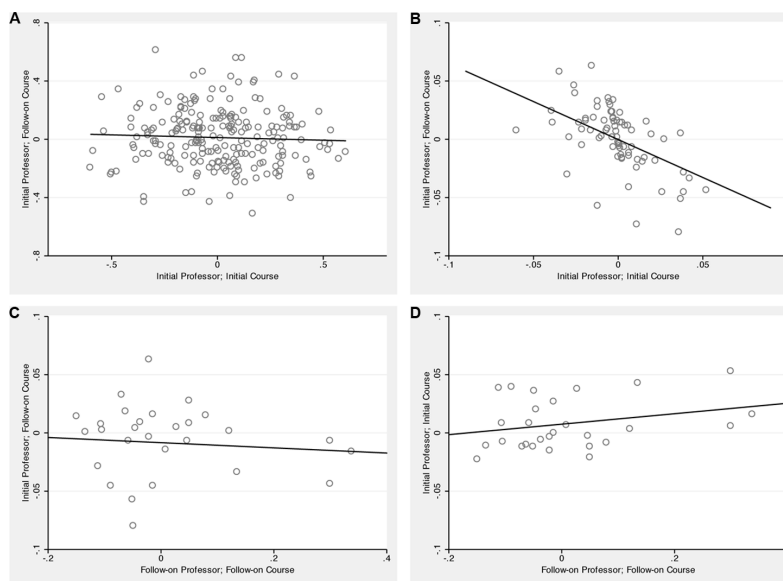 A
.8
.4
0
-.4
-.8
-.5
0
.5
Initial Professor; Follow-on Course
Initial Professor; Initial Course
B
.1
.05
0
-.05
-.1
-.1
-.05
0
.05
Initial Professor; Follow-on Course
Initial Professor; Initial Course
C
.1
.05
0
-.05
-.1
-.2
0
.2
.4
Initial Professor; Follow-on Course
Follow-on Professor; Follow-on Course
D
.1
.05
0
-.05
-.1
-.2
0
.2
Initial Professor; Initial Course
Follow-on Professor; Follow-on Course